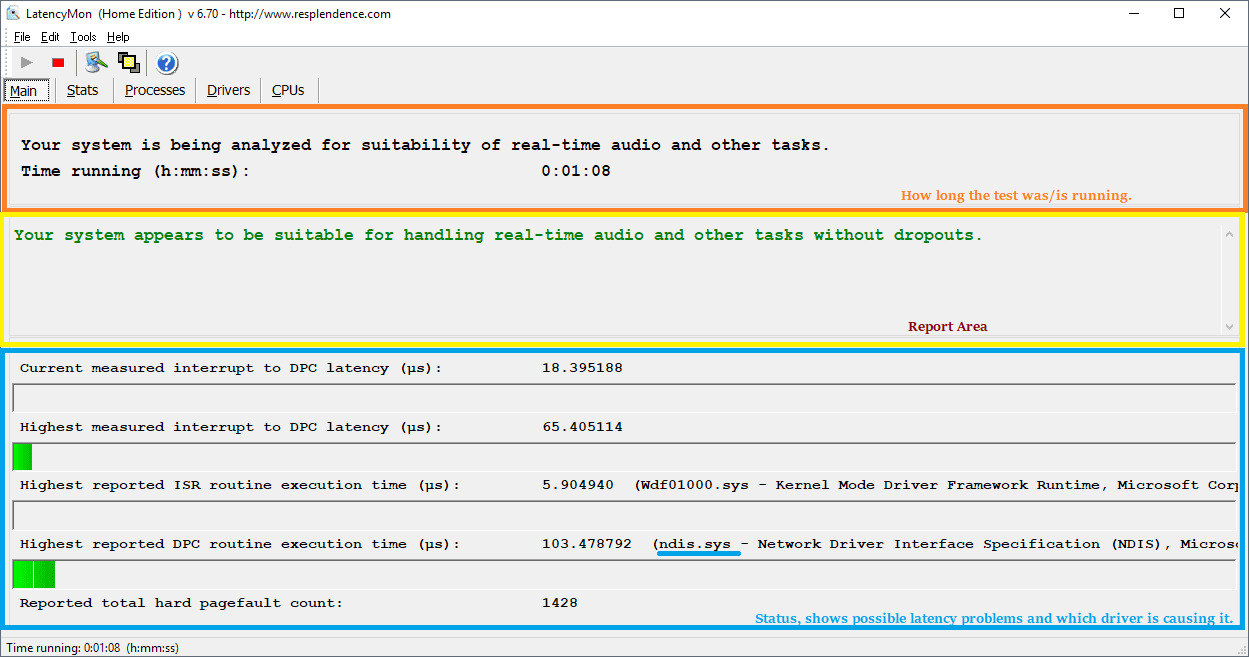 LatencyMon (Home Edition ) v 6.70 - http://www.resplendence.com
File Edit Tools Help
Main Stats Processes Drivers CPUs
Your system is being analyzed for suitability of real-time audio and other tasks.
Time running (h:mm:ss): 0:01:08
How long the test was/is running.
Your system appears to be suitable for handling real-time audio and other tasks without dropouts.
Report Area
Current measured interrupt to DPC latency (µs): 18.395188
Highest measured interrupt to DPC latency (µs): 65.405114
Highest reported ISR routine execution time (µs): 5.904940 (Wdf01000.sys - Kernel Mode Driver Framework Runtime, Microsoft Corp
Highest reported DPC routine execution time (µs): 103.478792 (ndis.sys - Network Driver Interface Specification (NDIS), Microso
Reported total hard pagefault count: 1428
Status, shows possible latency problems and which driver is causing it.
Time running: 0:01:08 (h:mm:ss)